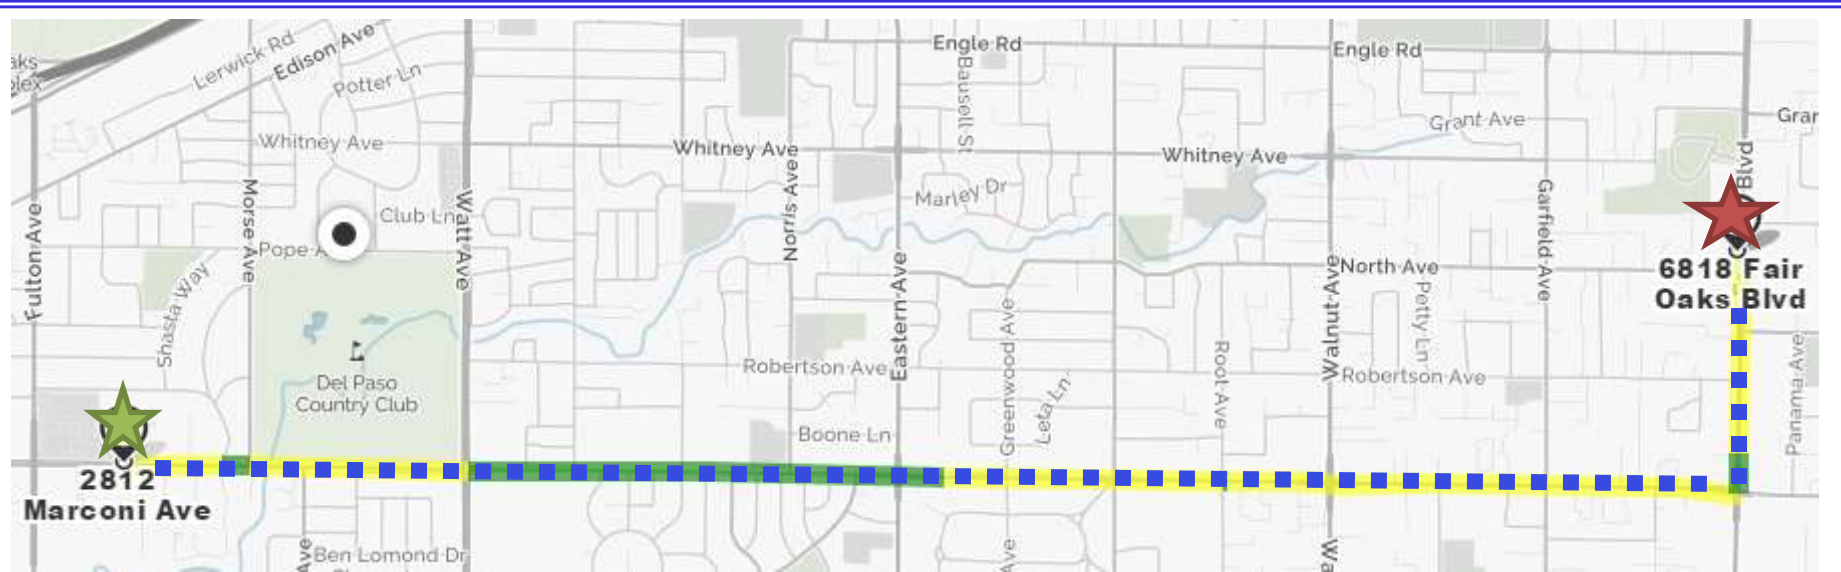 Lerwick Rd
Edison Ave
Potter Ln
Engle Rd
Engle Rd
Bausell St
Whitney Ave
Whitney Ave
Whitney Ave
Grant Ave
Blvd
Morse Ave
Club Ln
Pope
Watt Ave
Norris Ave
Marley Dr
Garfield Ave
Fulton Ave
Shasta Way
Eastern Ave
Walnut Ave
North Ave
6818 Fair
Oaks Blvd
Petty Ln
Greenwood Ave
Root Ave
Panama Ave
Robertson Ave
Robertson Ave
Del Paso
Country Club
Leta Ln
Boone Ln
2812
Marconi Ave
Ben Lomond Dr
Ave
Ave